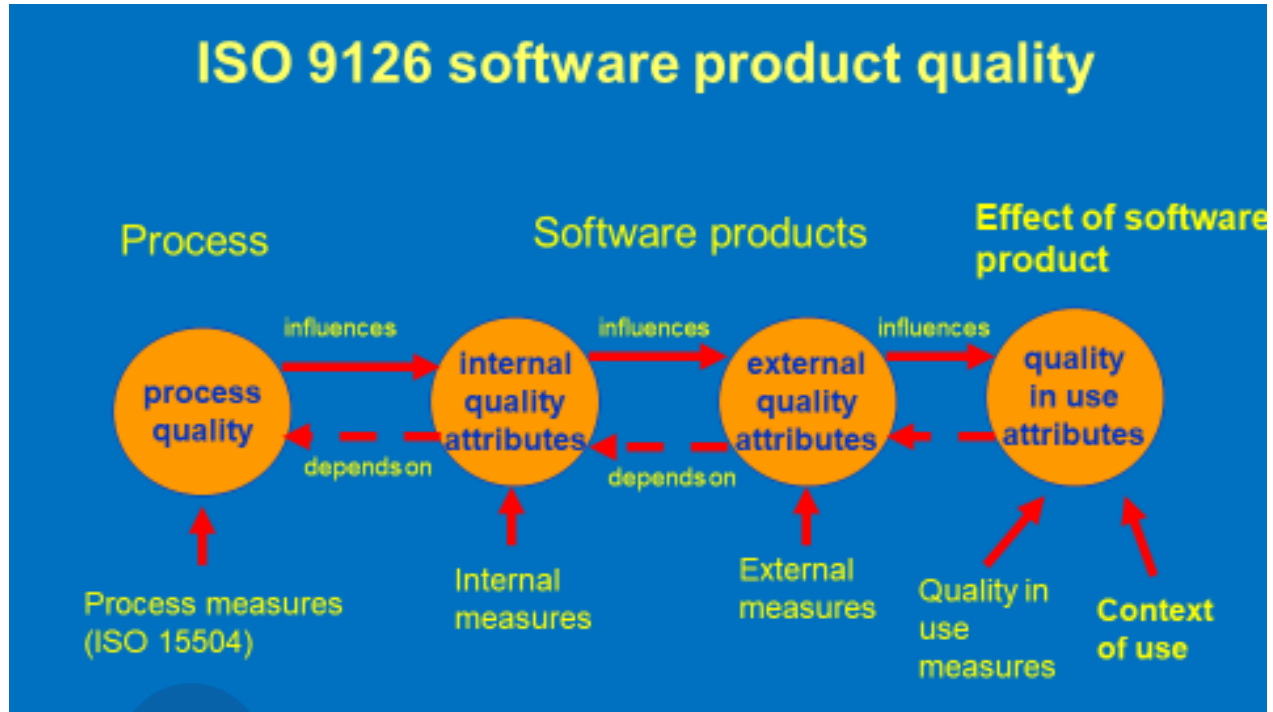 ISO 9126 software product quality
Process
Software products
Effect of software
product
influences
influences
influences
process
quality
internal
quality
attributes
external
quality
attributes
quality
in use
attributes
depends on
depends on
Process measures
(ISO 15504)
Internal
measures
External
measures
Quality in
use
measures
Context
of use